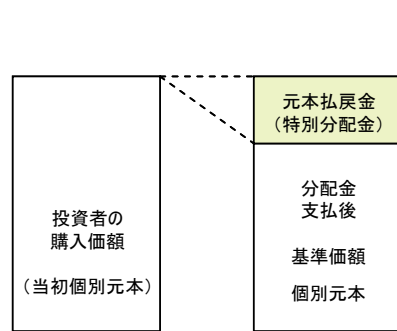 投資者の
購入価額
（当初個別元本）
元本払戻金
（特別分配金）
分配金
支払後
基準価額
個別元本